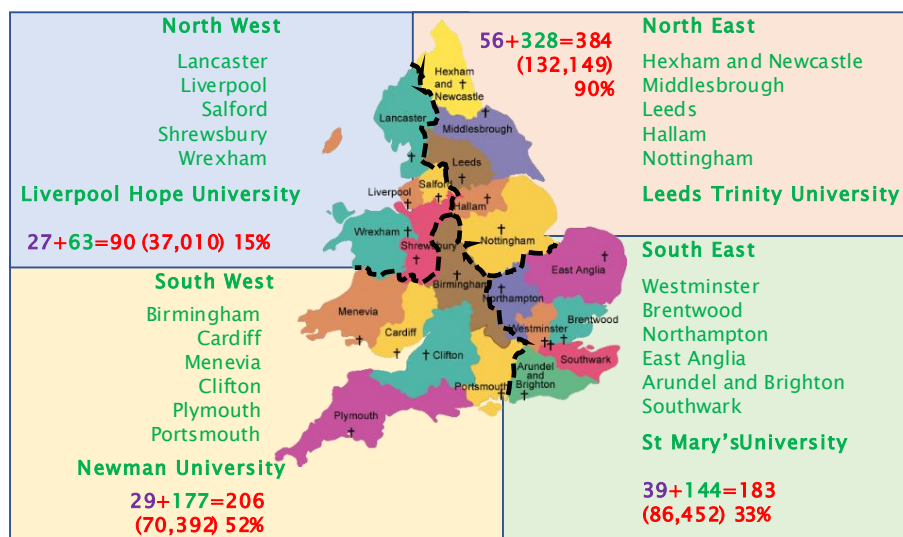 North West
Lancaster
Liverpool
Salford
Shrewsbury
Wrexham
Liverpool Hope University
27+63=90 (37,010) 15%
North East
56+328=384
(132,149)
90%
Hexham and Newcastle
Middlesbrough
Leeds
Hallam
Nottingham
Leeds Trinity University
Hexham
and
Newcastle
Lancaster
Middlesbrough
Leeds
Salford
Liverpool
Hallam
Wrexham
Shrewsbury
Nottingham
East Anglia
Birmingham
Northampton
Menevia
Cardiff
Westminster
Brentwood
Clifton
Southwark
Arundel
and
Brighton
Portsmouth
Plymouth
South West
Birmingham
Cardiff
Menevia
Clifton
Plymouth
Portsmouth
Newman University
29+177=206
(70,392) 52%
South East
Westminster
Brentwood
Northampton
East Anglia
Arundel and Brighton
Southwark
St Mary'sUniversity
39+144=183
(86,452) 33%